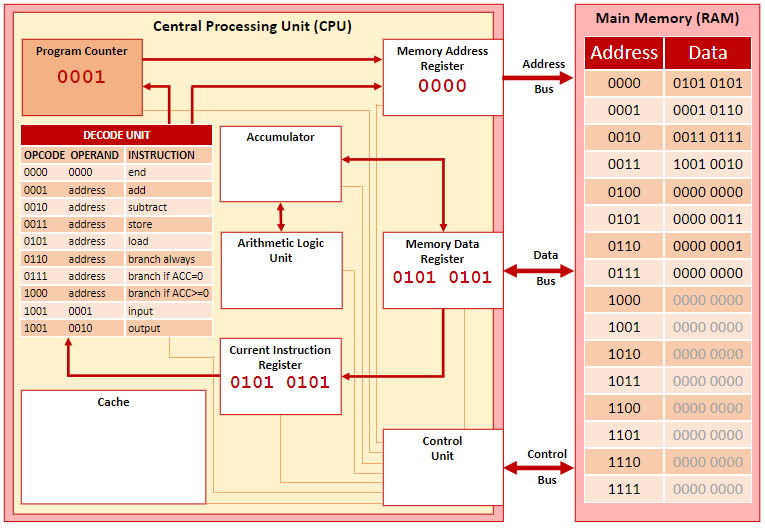 Central Processing Unit (CPU)
Program Counter
0001
Memory Address
Register
0000
DECODE UNIT
OPCODE OPERAND INSTRUCTION
0000 0000 end
0001 address add
0010 address subtract
0011 address store
0101 address load
0110 address branch always
0111 address branch if ACC=0
1000 address branch if ACC>=0
1001 0001 input
1001 0010 output
Accumulator
Arithmetic Logic
Unit
Memory Data
Register
0101 0101
Current Instruction
Register
0101 0101
Cache
Control
Unit
Address
Bus
Data
Bus
Control
Bus
Main Memory (RAM)
Address Data
0000 0101 0101
0001 0001 0110
0010 0011 0111
0011 1001 0010
0100 0000 0000
0101 0000 0011
0110 0000 0001
0111 0000 0000
1000 0000 0000
1001 0000 0000
1010 0000 0000
1011 0000 0000
1100 0000 0000
1101 0000 0000
1110 0000 0000
1111 0000 0000